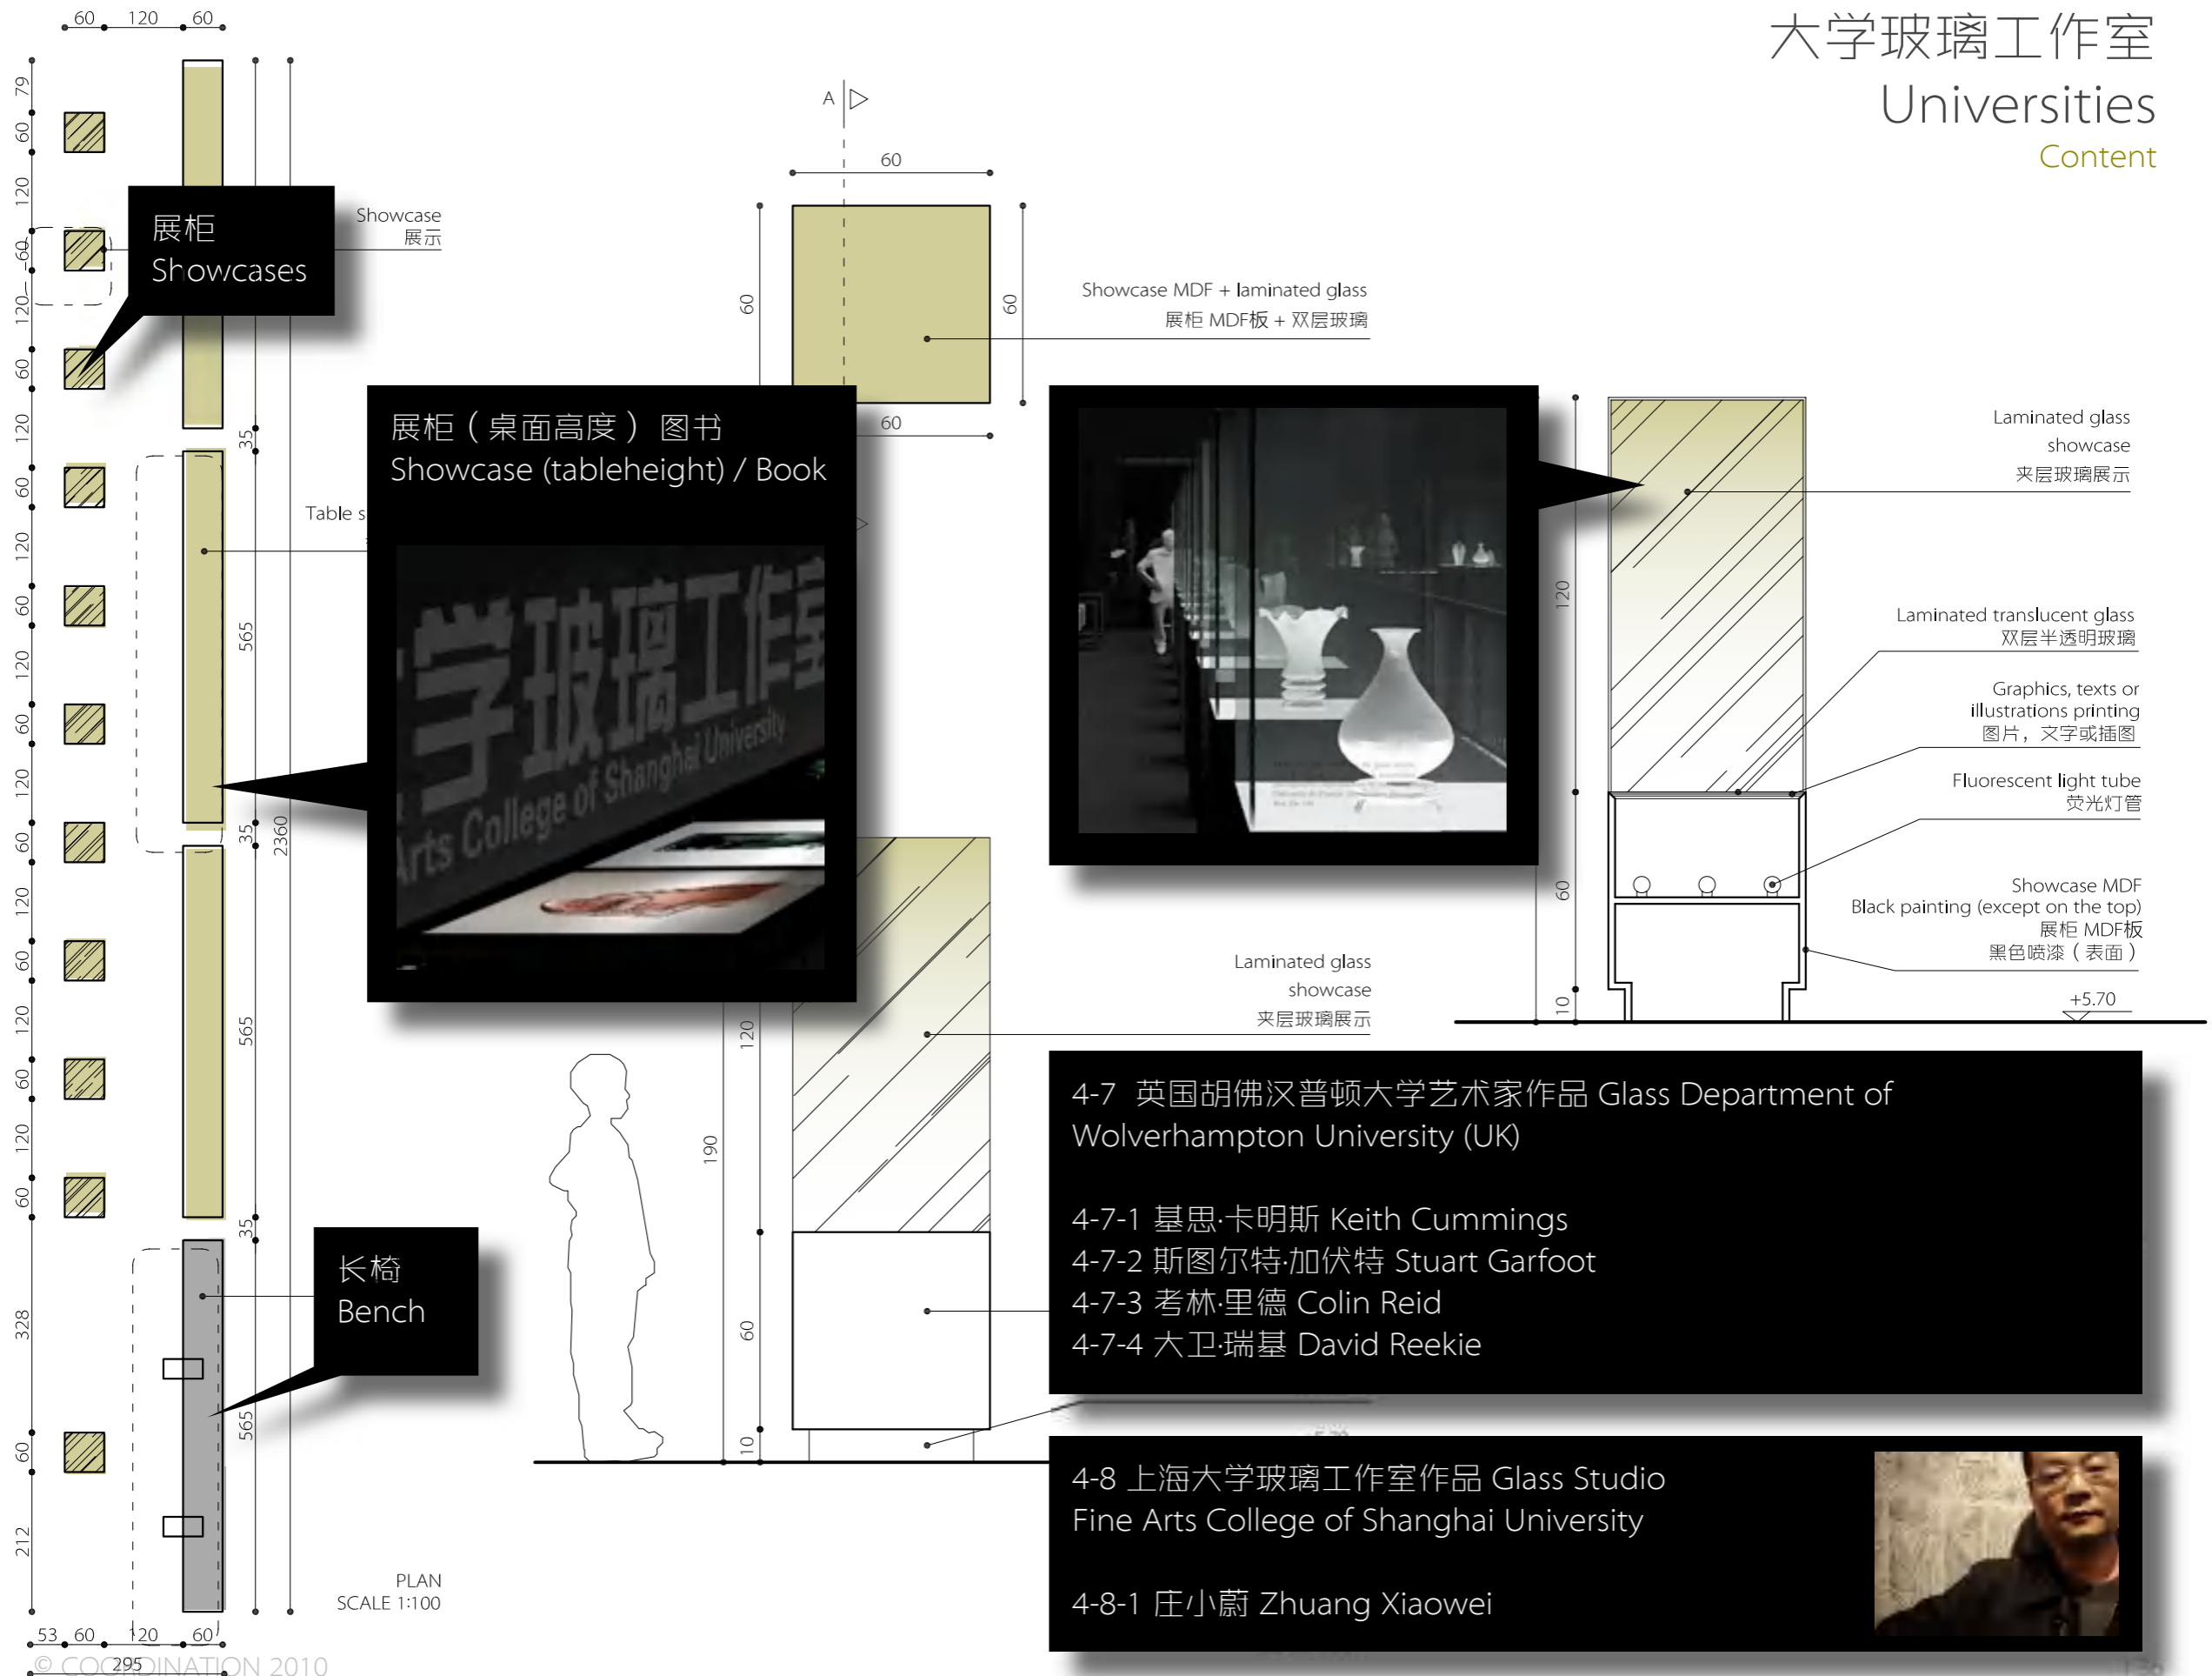 大学玻璃工作室
Universities
Content
60 120 60
79
60
120
60
120
60
120
60
120
60
120
60
120
60
120
60
120
60
120
60
328
60
212
35
565
35
565
35
565
2360
53 60 120 60
295
展柜
Showcases
Showcase
展示
展柜（桌面高度） 图书
Showcase (tableheight) / Book
Table s
学玻璃工作室
Arts College of Shanghai University
长椅
Bench
PLAN
SCALE 1:100
A
60
60
60
60
Showcase MDF + laminated glass
展柜 MDF板 + 双层玻璃
Laminated glass
showcase
夹层玻璃展示
120
60
10
190
Laminated glass
showcase
夹层玻璃展示
Laminated translucent glass
双层半透明玻璃
Graphics, texts or
illustrations printing
图片，文字或插图
Fluorescent light tube
荧光灯管
Showcase MDF
Black painting (except on the top)
展柜 MDF板
黑色喷漆（表面）
+5.70
120
60
10
4-7 英国胡佛汉普顿大学艺术家作品 Glass Department of
Wolverhampton University (UK)
4-7-1 基思·卡明斯 Keith Cummings
4-7-2 斯图尔特·加伏特 Stuart Garfoot
4-7-3 考林·里德 Colin Reid
4-7-4 大卫·瑞基 David Reekie
4-8 上海大学玻璃工作室作品 Glass Studio
Fine Arts College of Shanghai University
4-8-1 庄小蔚 Zhuang Xiaowei
© COORDINATION 2010